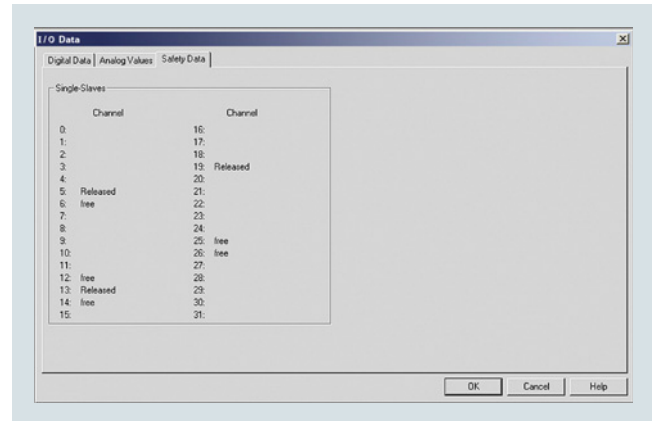 I/O Data
Digital Data Analog Values Safety Data
Single-Slaves
Channel Channel
0: 16:
1: 17:
2: 18:
3: 19: Released
4: 20:
5: Released 21:
6: free 22:
7: 23:
8: 24:
9: 25: free
10: 26: free
11: 27:
12: free 28:
13: Released 29:
14: free 30:
15: 31:
OK Cancel Help